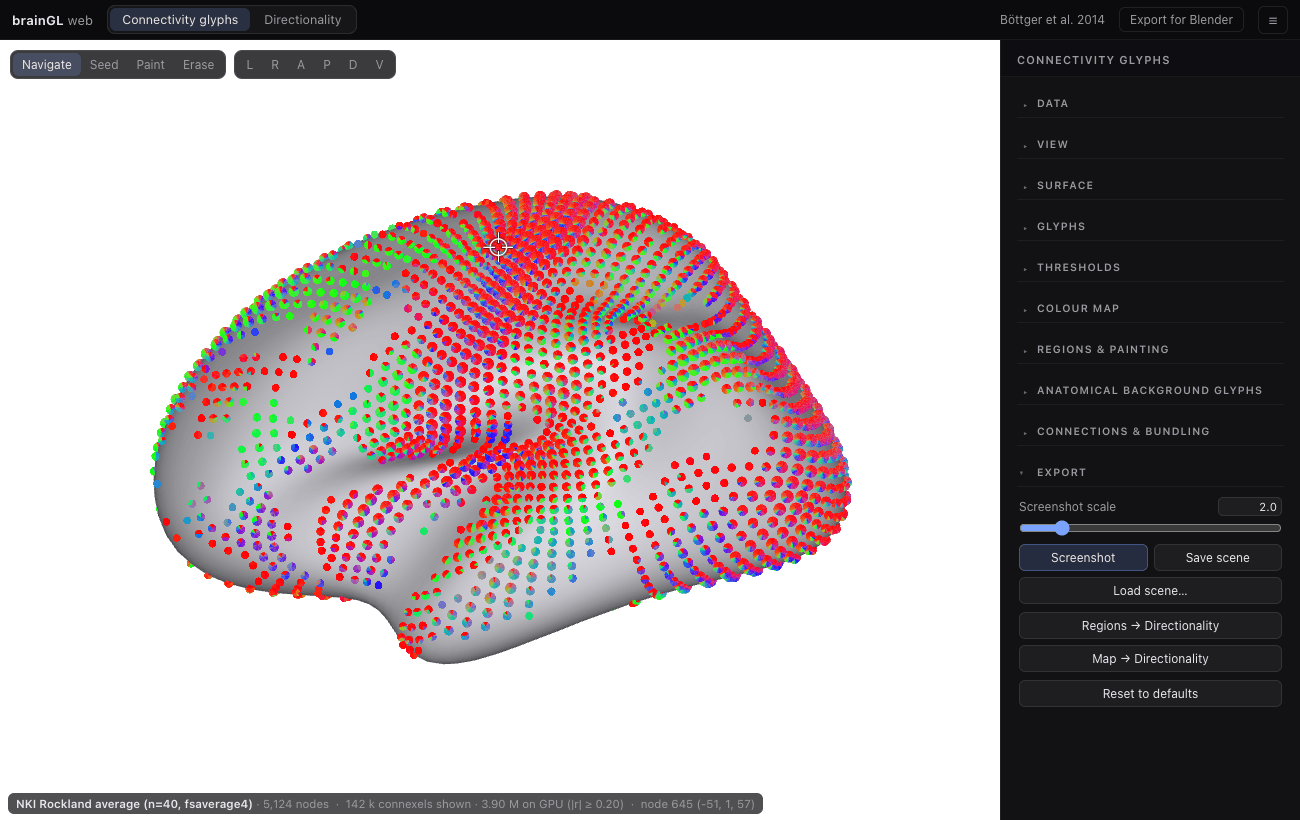 brainGL web
Connectivity glyphs
Directionality
Böttger et al. 2014
Export for Blender
≡
Navigate Seed Paint Erase
L R A P D V
CONNECTIVITY GLYPHS
DATA
VIEW
SURFACE
GLYPHS
THRESHOLDS
COLOUR MAP
REGIONS & PAINTING
ANATOMICAL BACKGROUND GLYPHS
CONNECTIONS & BUNDLING
EXPORT
Screenshot scale 2.0
Screenshot
Save scene
Load scene…
Regions → Directionality
Map → Directionality
Reset to defaults
NKI Rockland average (n=40, fsaverage4) · 5,124 nodes · 142 k connexels shown · 3.90 M on GPU (|r| ≥ 0.20) · node 645 (-51, 1, 57)